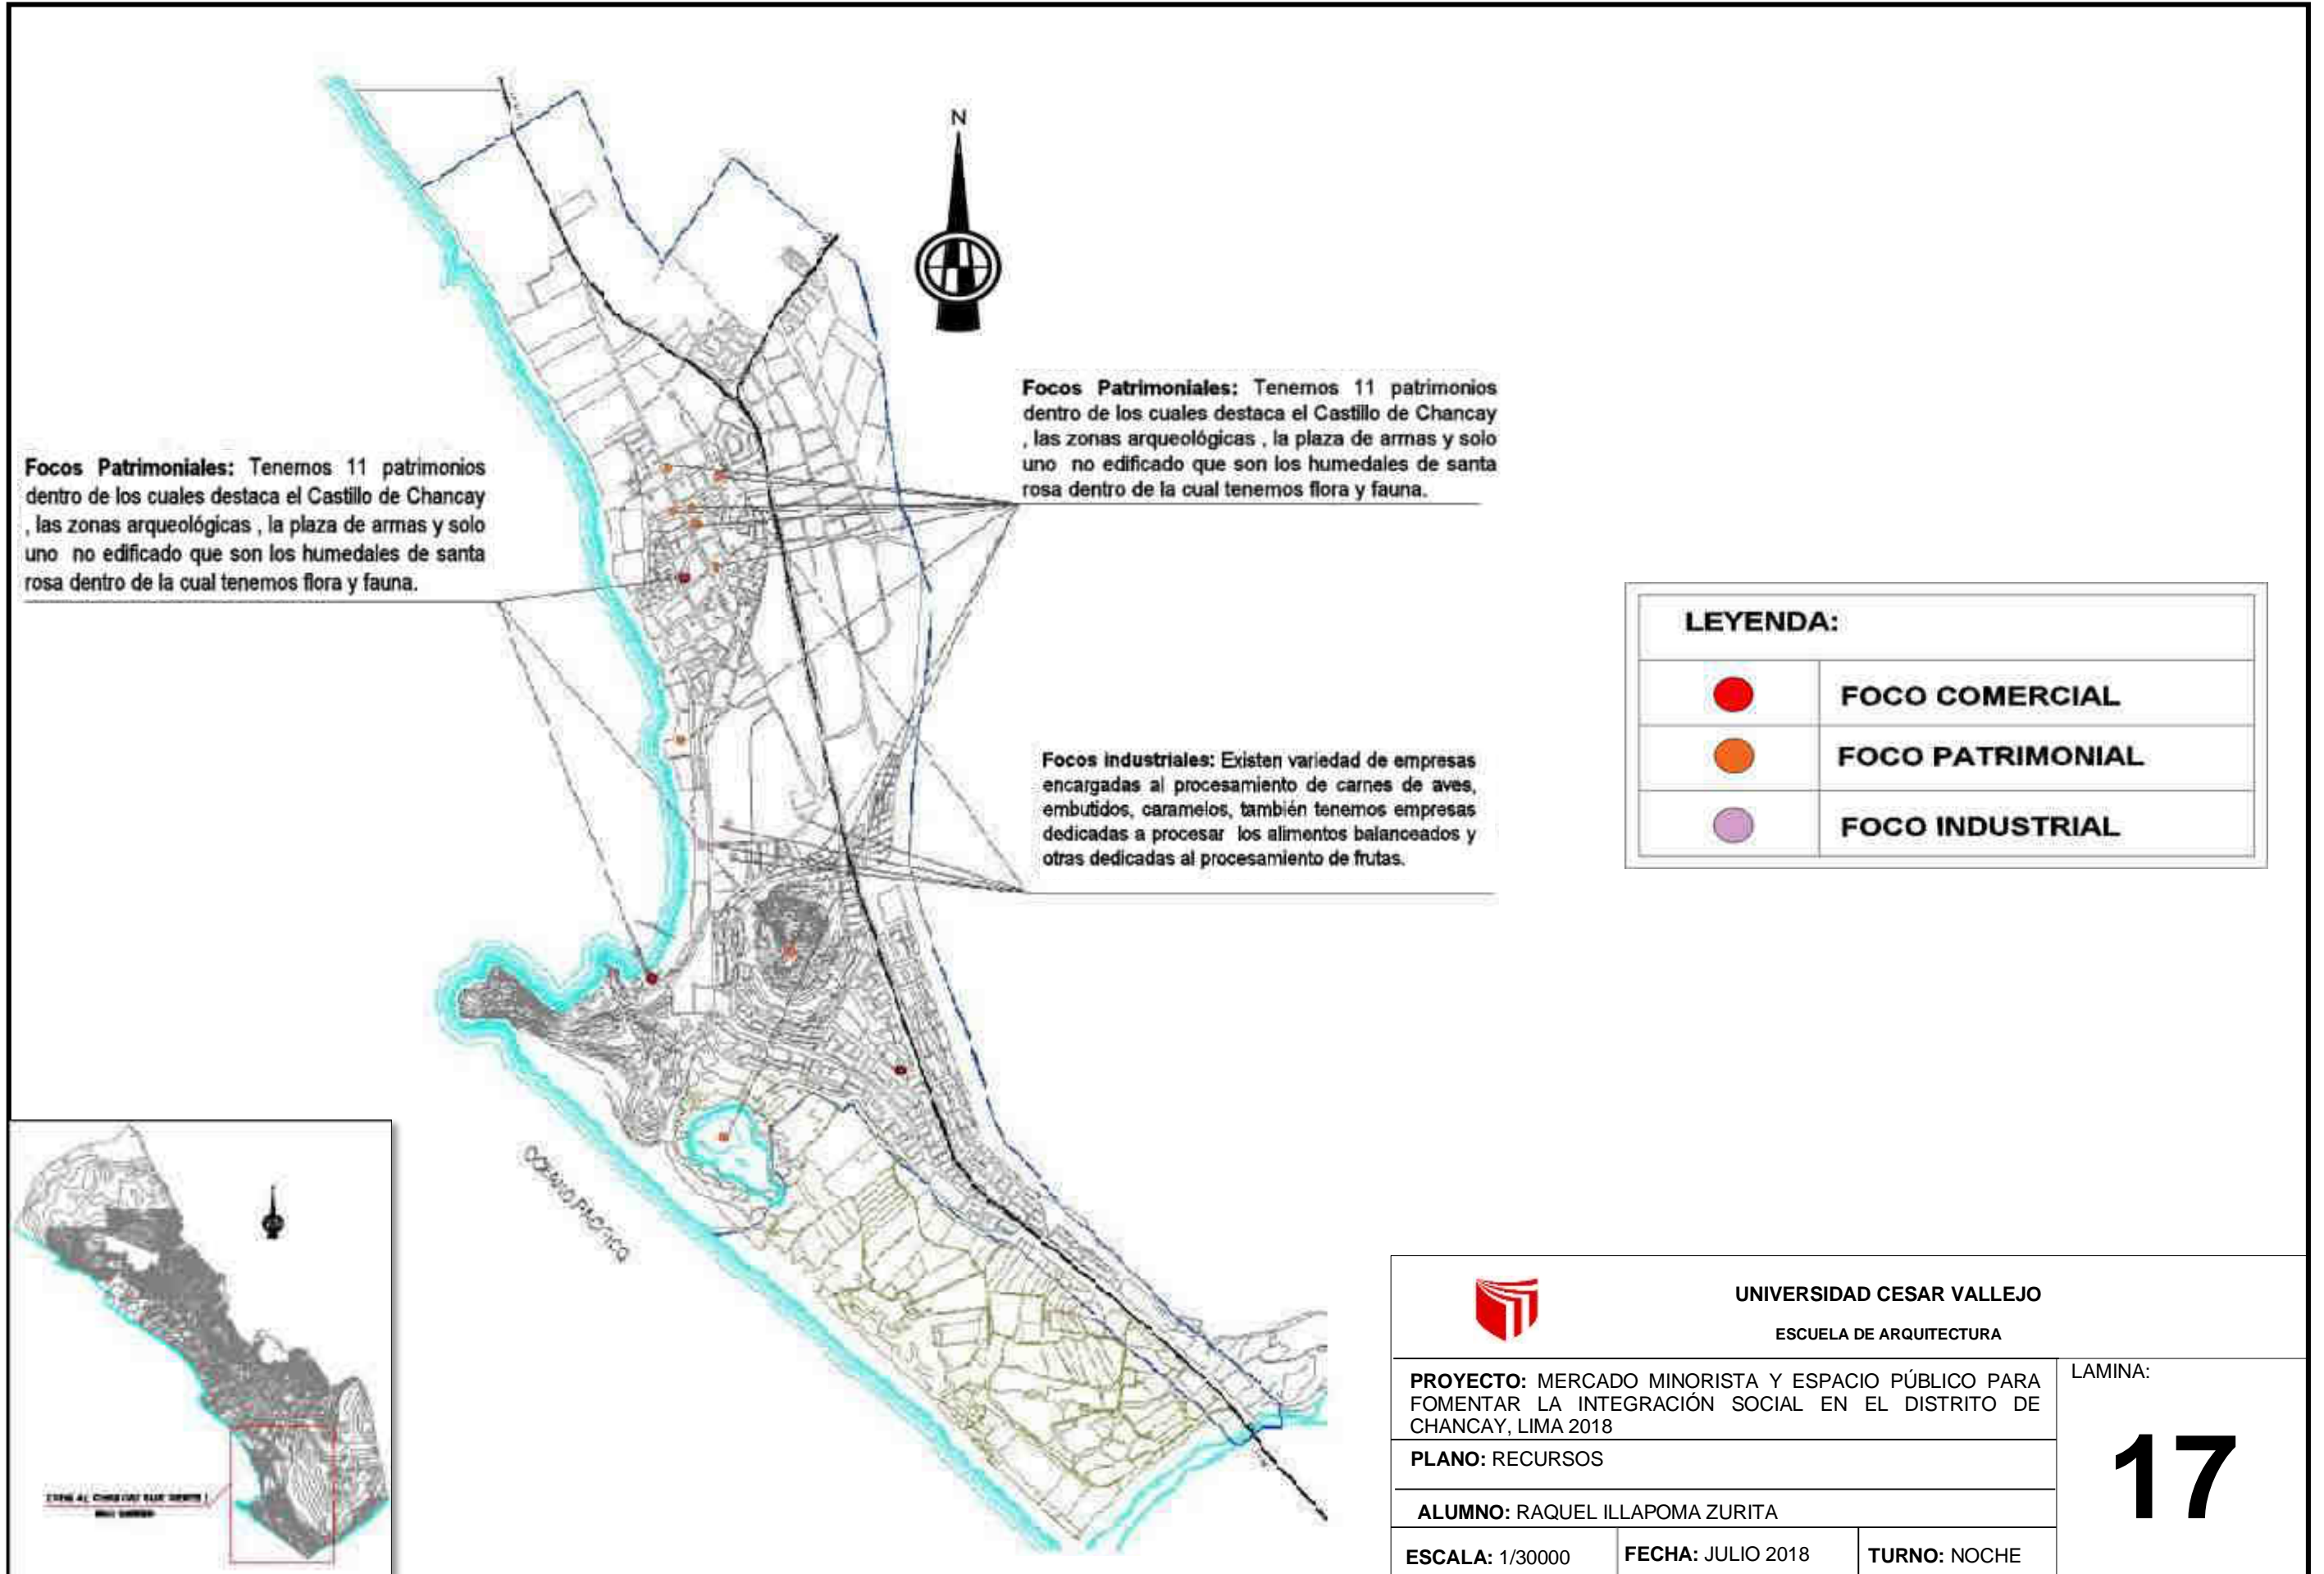 N
Focos Patrimoniales: Tenemos 11 patrimonios
dentro de los cuales destaca el Castillo de Chancay
, las zonas arqueológicas , la plaza de armas y solo
uno no edificado que son los humedales de santa
rosa dentro de la cual tenemos flora y fauna.
Focos Patrimoniales: Tenemos 11 patrimonios
dentro de los cuales destaca el Castillo de Chancay
, las zonas arqueológicas , la plaza de armas y solo
uno no edificado que son los humedales de santa
rosa dentro de la cual tenemos flora y fauna.
Focos industriales: Existen variedad de empresas
encargadas al procesamiento de carnes de aves,
embutidos, caramelos, también tenemos empresas
dedicadas a procesar los alimentos balanceados y
otras dedicadas al procesamiento de frutas.
LEYENDA:
FOCO COMERCIAL
FOCO PATRIMONIAL
FOCO INDUSTRIAL
OCEANO PACIFICO
UNIVERSIDAD CESAR VALLEJO
ESCUELA DE ARQUITECTURA
PROYECTO: MERCADO MINORISTA Y ESPACIO PÚBLICO PARA
FOMENTAR LA INTEGRACIÓN SOCIAL EN EL DISTRITO DE
CHANCAY, LIMA 2018
PLANO: RECURSOS
ALUMNO: RAQUEL ILLAPOMA ZURITA
ESCALA: 1/30000
FECHA: JULIO 2018
TURNO: NOCHE
LAMINA:
17